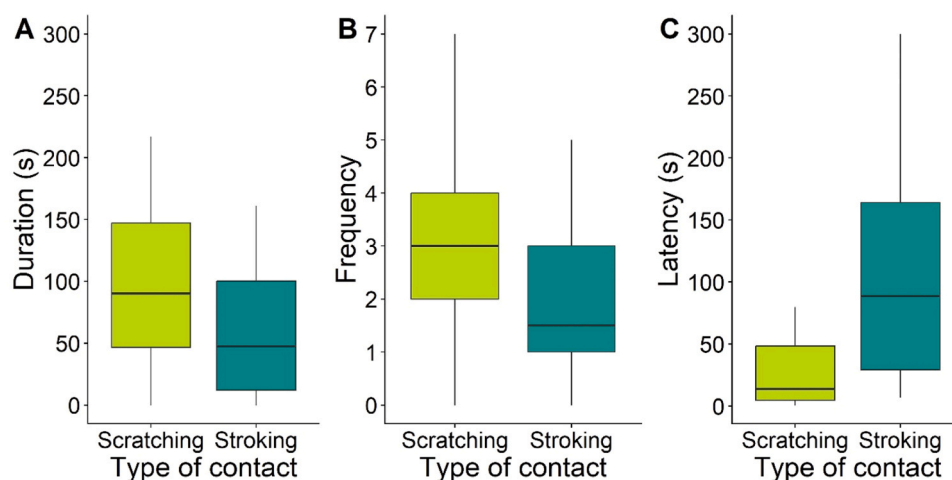 A
Duration (s)
300
250
200
150
100
50
0
Scratching Stroking
Type of contact
B
Frequency
7
6
5
4
3
2
1
0
Scratching Stroking
Type of contact
C
Latency (s)
300
250
200
150
100
50
0
Scratching Stroking
Type of contact